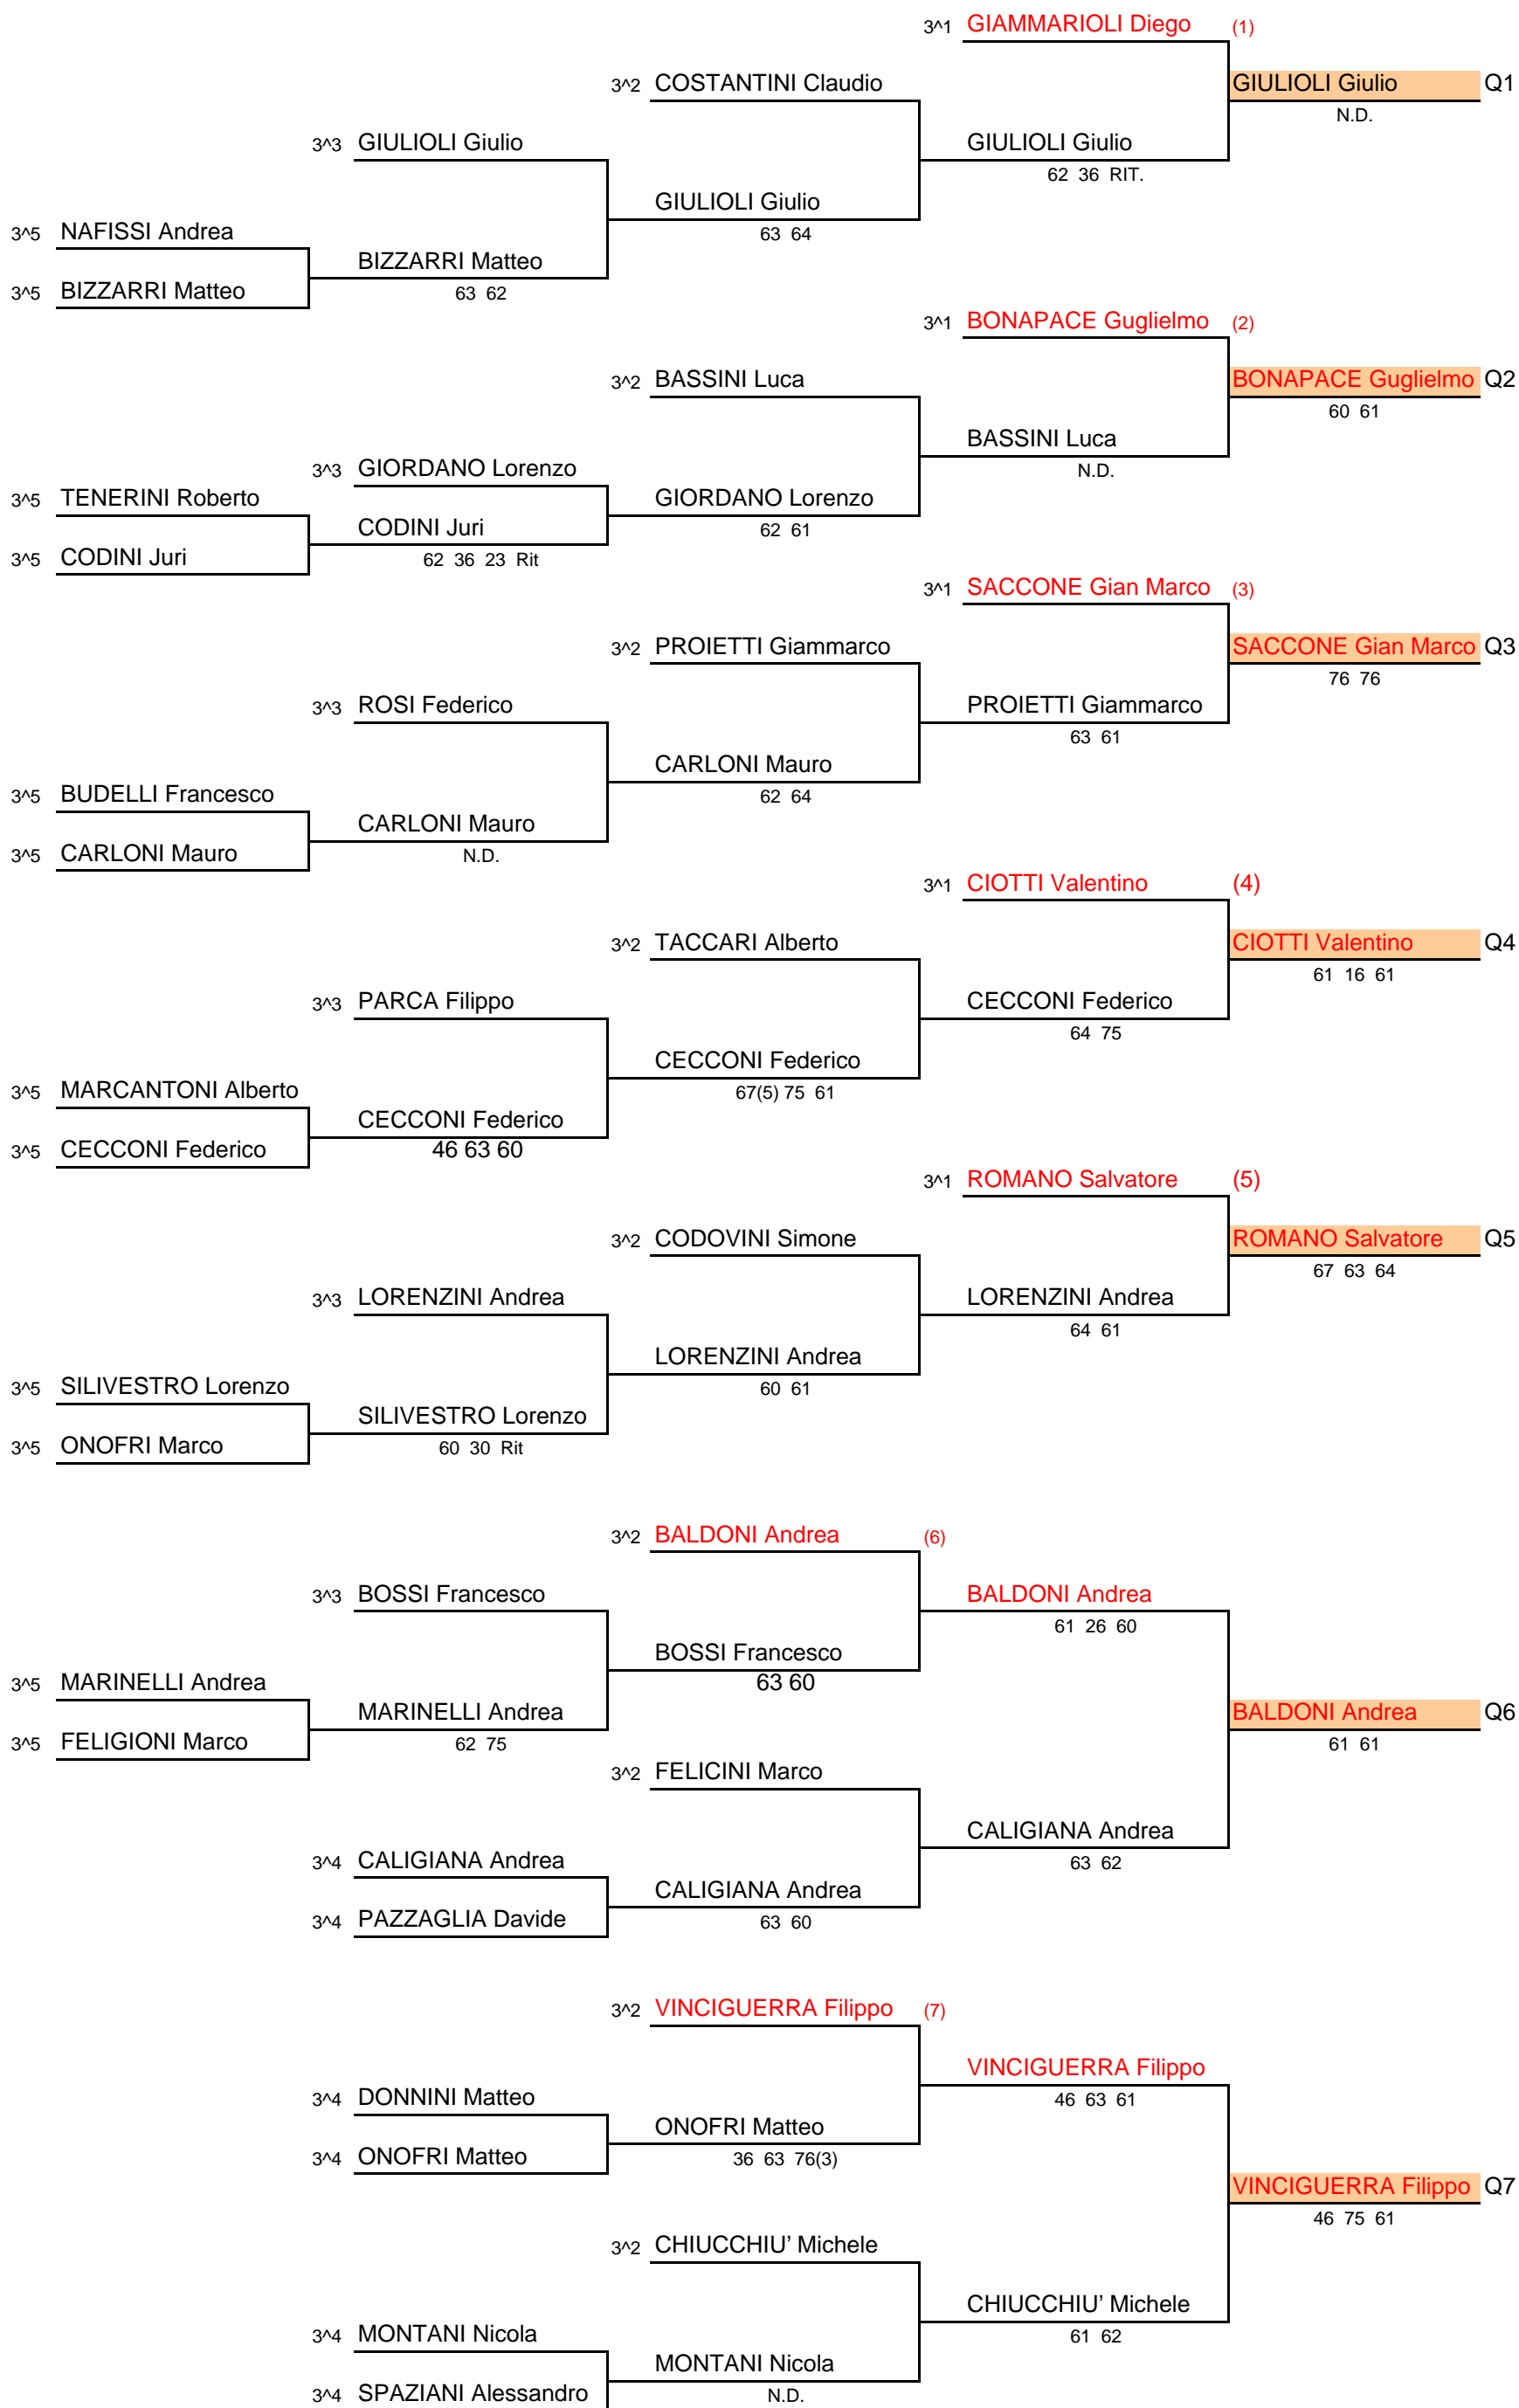 3^1 GIAMMARIOLI Diego (1)
3^2 COSTANTINI Claudio
GIULIOLI Giulio Q1
N.D.
3^3 GIULIOLI Giulio
GIULIOLI Giulio
62 36 RIT.
GIULIOLI Giulio
63 64
3^5 NAFISSI Andrea
BIZZARRI Matteo
63 62
3^5 BIZZARRI Matteo
3^1 BONAPACE Guglielmo (2)
3^2 BASSINI Luca
BONAPACE Guglielmo Q2
60 61
BASSINI Luca
N.D.
3^3 GIORDANO Lorenzo
3^5 TENERINI Roberto
GIORDANO Lorenzo
62 61
CODINI Juri
62 36 23 Rit
3^5 CODINI Juri
3^1 SACCONE Gian Marco (3)
3^2 PROIETTI Giammarco
SACCONE Gian Marco Q3
76 76
3^3 ROSI Federico
PROIETTI Giammarco
63 61
CARLONI Mauro
62 64
3^5 BUDELLI Francesco
CARLONI Mauro
N.D.
3^5 CARLONI Mauro
3^1 CIOTTI Valentino (4)
3^2 TACCARI Alberto
CIOTTI Valentino Q4
61 16 61
3^3 PARCA Filippo
CECCONI Federico
64 75
CECCONI Federico
67(5) 75 61
3^5 MARCANTONI Alberto
CECCONI Federico
46 63 60
3^5 CECCONI Federico
3^1 ROMANO Salvatore (5)
3^2 CODOVINI Simone
ROMANO Salvatore Q5
67 63 64
3^3 LORENZINI Andrea
LORENZINI Andrea
64 61
LORENZINI Andrea
60 61
3^5 SILIVESTRO Lorenzo
SILIVESTRO Lorenzo
60 30 Rit
3^5 ONOFRI Marco
3^2 BALDONI Andrea (6)
3^3 BOSSI Francesco
BALDONI Andrea
61 26 60
BOSSI Francesco
63 60
3^5 MARINELLI Andrea
MARINELLI Andrea
62 75
BALDONI Andrea Q6
61 61
3^5 FELIGIONI Marco
3^2 FELICINI Marco
CALIGIANA Andrea
63 62
3^4 CALIGIANA Andrea
CALIGIANA Andrea
63 60
3^4 PAZZAGLIA Davide
3^2 VINCIGUERRA Filippo (7)
VINCIGUERRA Filippo
46 63 61
3^4 DONNINI Matteo
ONOFRI Matteo
36 63 76(3)
3^4 ONOFRI Matteo
VINCIGUERRA Filippo Q7
46 75 61
3^2 CHIUCCHIU' Michele
CHIUCCHIU' Michele
61 62
3^4 MONTANI Nicola
MONTANI Nicola
N.D.
3^4 SPAZIANI Alessandro